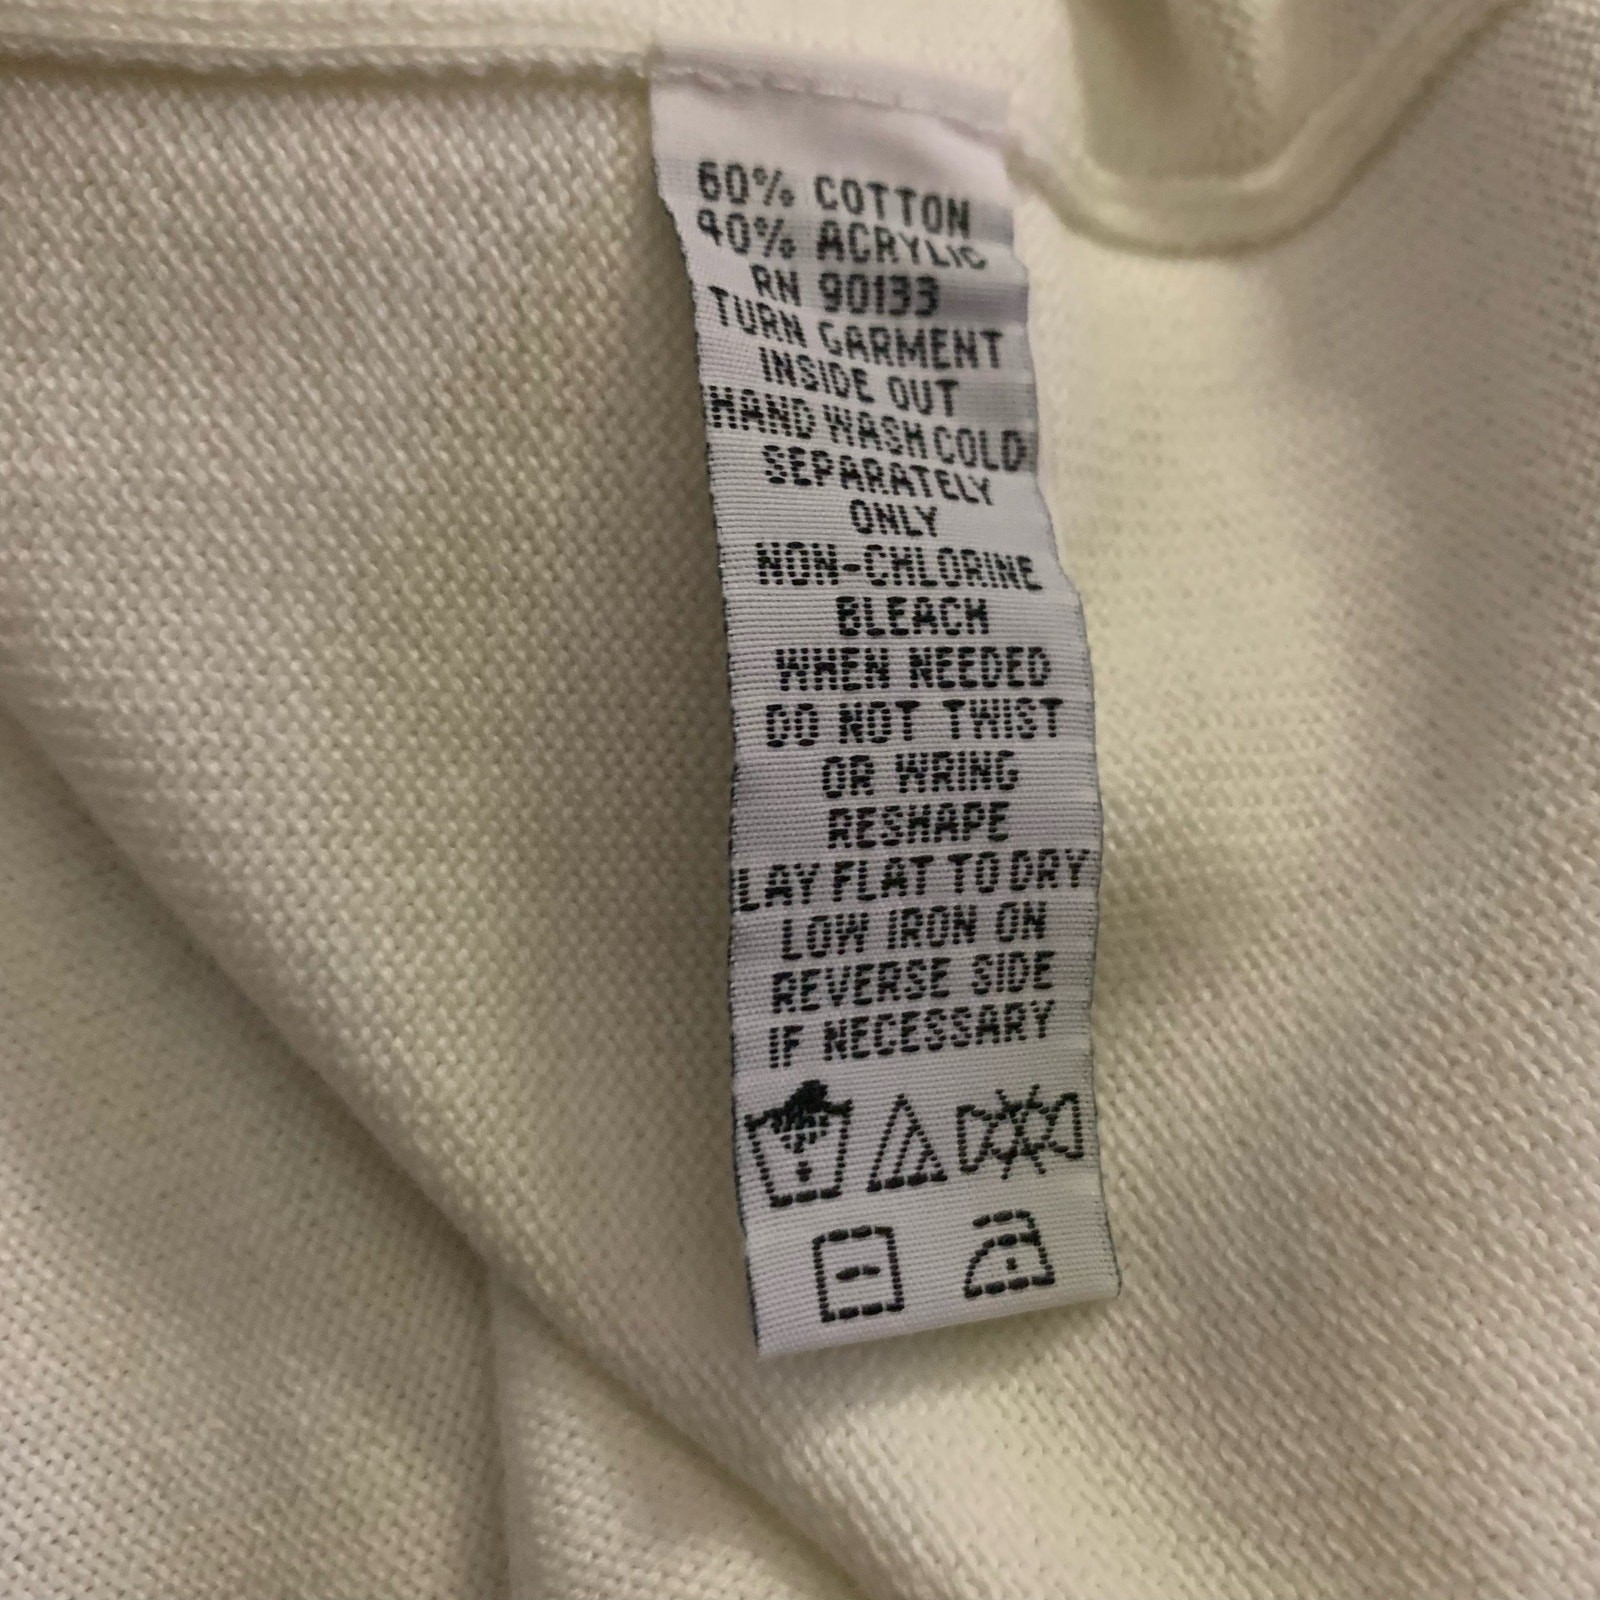 60% COTTON
40% ACRYLIC
RN 90133
TURN GARMENT
INSIDE OUT
HAND WASH COLD
SEPARATELY
ONLY
NON-CHLORINE
BLEACH
WHEN NEEDED
DO NOT TWIST
OR WRING
RESHAPE
LAY FLAT TO DRY
LOW IRON ON
REVERSE SIDE
IF NECESSARY